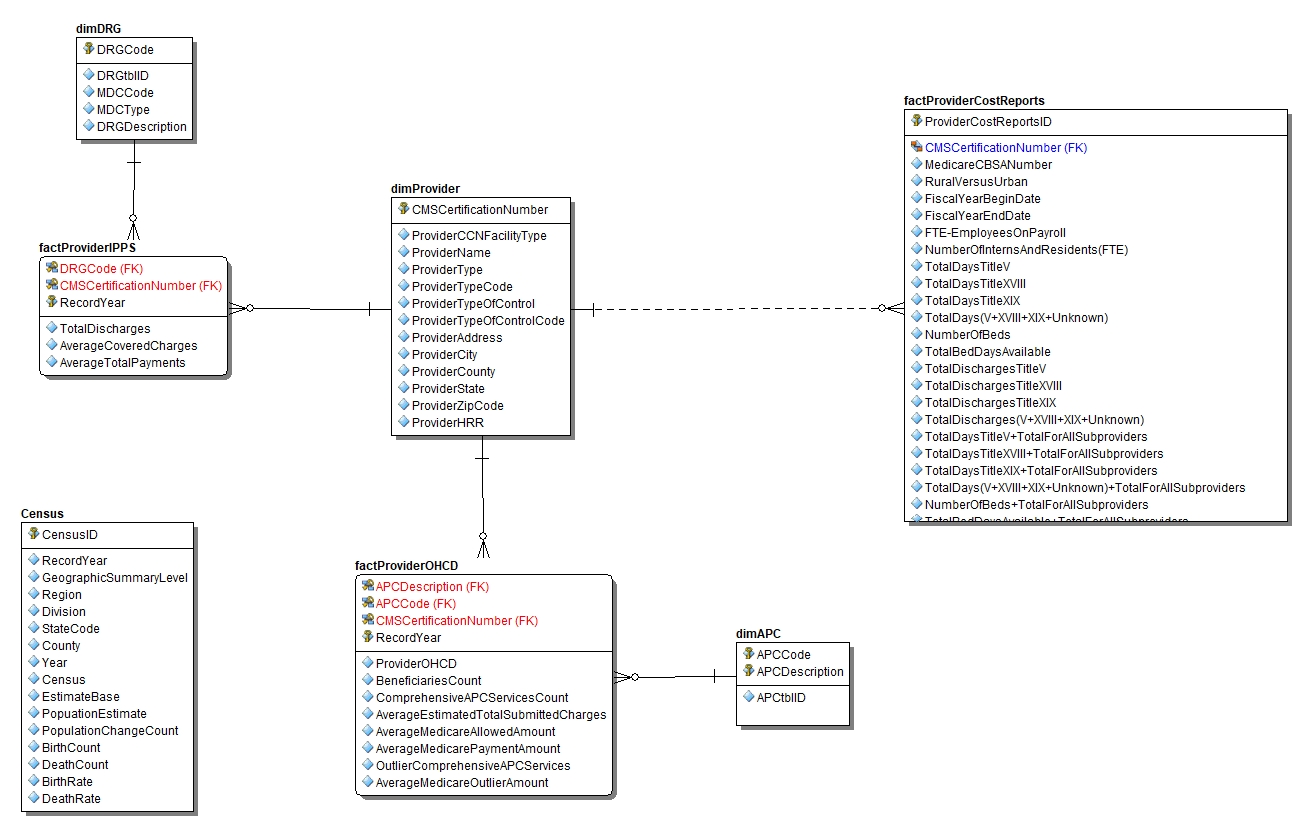 dimDRG
DRGCode
DRGtblID
MDCCode
MDCType
DRGDescription
factProviderIPPS
DRGCode (FK)
CMSCertificationNumber (FK)
RecordYear
TotalDischarges
AverageCoveredCharges
AverageTotalPayments
dimProvider
CMSCertificationNumber
ProviderCCNFacilityType
ProviderName
ProviderType
ProviderTypeCode
ProviderTypeOfControl
ProviderTypeOfControlCode
ProviderAddress
ProviderCity
ProviderCounty
ProviderState
ProviderZipCode
ProviderHRR
factProviderCostReports
ProviderCostReportsID
CMSCertificationNumber (FK)
MedicareCBSANumber
RuralVersusUrban
FiscalYearBeginDate
FiscalYearEndDate
FTE-EmployeesOnPayroll
NumberOfInternsAndResidents(FTE)
TotalDaysTitleV
TotalDaysTitleXVIII
TotalDaysTitleXIX
TotalDays(V+XVIII+XIX+Unknown)
NumberOfBeds
TotalBedDaysAvailable
TotalDischargesTitleV
TotalDischargesTitleXVIII
TotalDischargesTitleXIX
TotalDischarges(V+XVIII+XIX+Unknown)
TotalDaysTitleV+TotalForAllSubproviders
TotalDaysTitleXVIII+TotalForAllSubproviders
TotalDaysTitleXIX+TotalForAllSubproviders
TotalDays(V+XVIII+XIX+Unknown)+TotalForAllSubproviders
NumberOfBeds+TotalForAllSubproviders
TotalBedDaysAvailable+TotalForAllSubproviders
Census
CensusID
RecordYear
GeographicSummaryLevel
Region
Division
StateCode
County
Year
Census
EstimateBase
PopuationEstimate
PopulationChangeCount
BirthCount
DeathCount
BirthRate
DeathRate
factProviderOHCD
APCDescription (FK)
APCCode (FK)
CMSCertificationNumber (FK)
RecordYear
ProviderOHCD
BeneficiariesCount
ComprehensiveAPCServicesCount
AverageEstimatedTotalSubmittedCharges
AverageMedicareAllowedAmount
AverageMedicarePaymentAmount
OutlierComprehensiveAPCServices
AverageMedicareOutlierAmount
dimAPC
APCCode
APCDescription
APCtblID